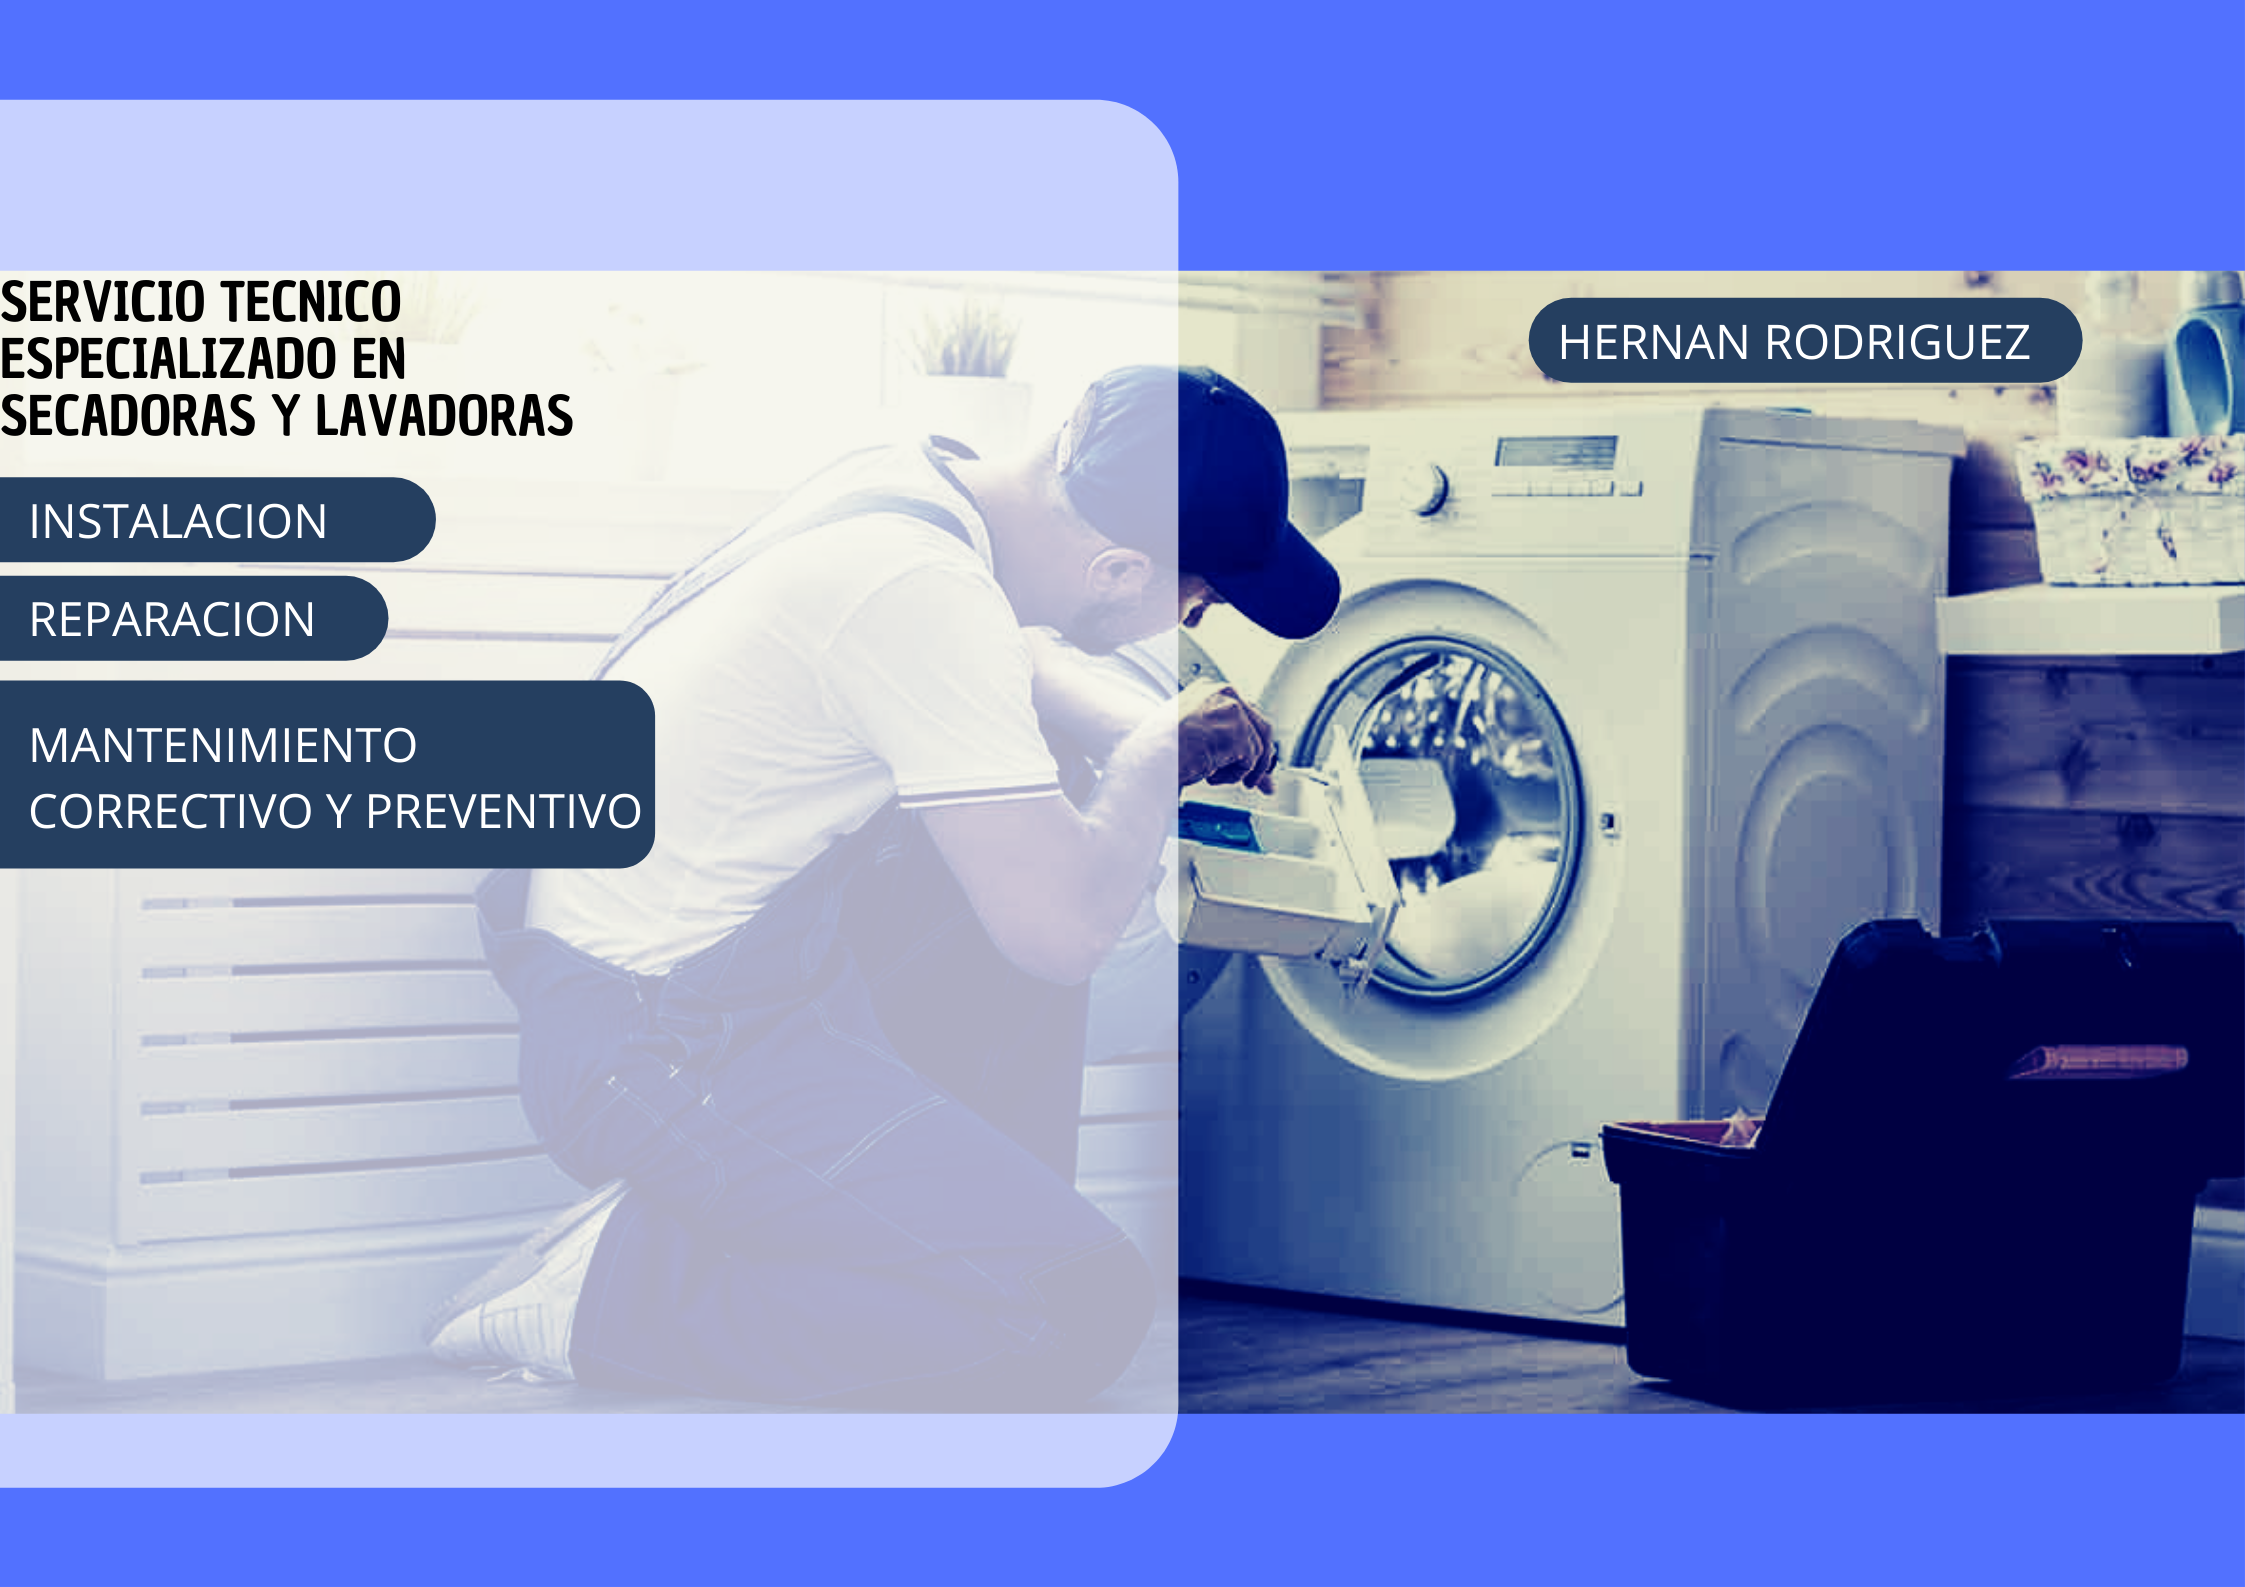 SERVICIO TECNICO
ESPECIALIZADO EN
SECADORAS Y LAVADORAS
INSTALACION
REPARACION
MANTENIMIENTO
CORRECTIVO Y PREVENTIVO
HERNAN RODRIGUEZ